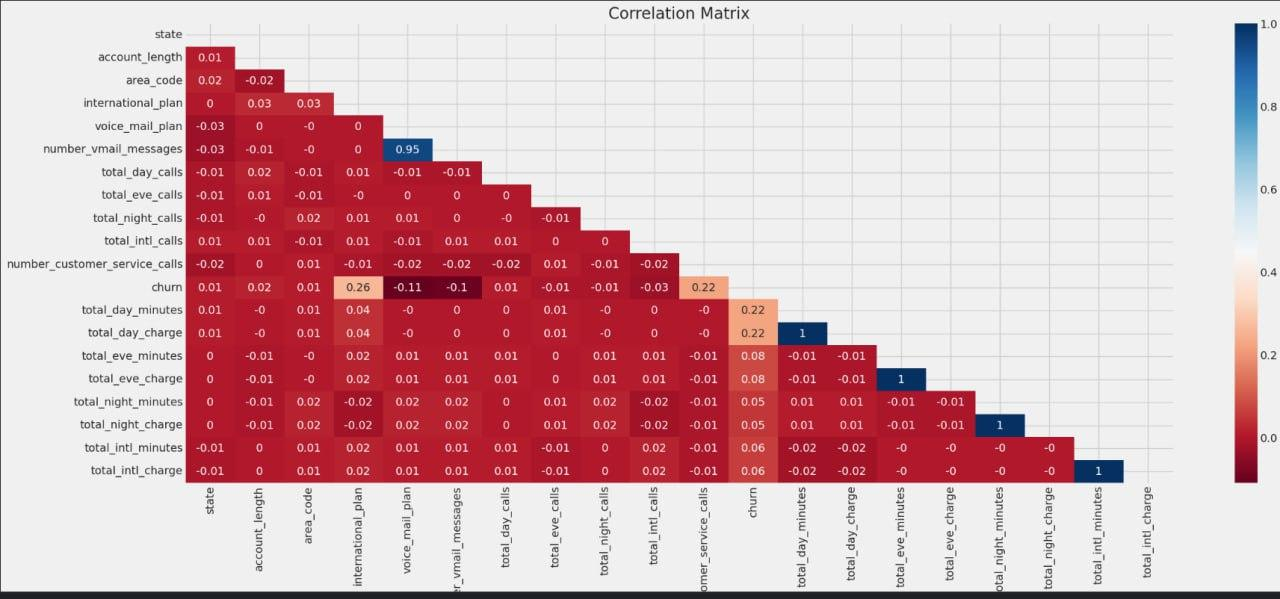 Correlation Matrix
state
account_length 0.01
area_code 0.02 -0.02
international_plan 0 0.03 0.03
voice_mail_plan -0.03 0 -0 0
number_vmail_messages -0.03 -0.01 -0 0 0.95
total_day_calls -0.01 0.02 -0.01 0.01 -0.01 -0.01
total_eve_calls -0.01 0.01 -0.01 -0 0 0 0
total_night_calls -0.01 -0 0.02 0.01 0.01 0 -0 -0.01
total_intl_calls 0.01 0.01 -0.01 0.01 -0.01 0.01 0.01 0 0
number_customer_service_calls -0.02 0 0.01 -0.01 -0.02 -0.02 -0.02 0.01 -0.01 -0.02
churn 0.01 0.02 0.01 0.26 -0.11 -0.1 0.01 -0.01 -0.01 -0.03 0.22
total_day_minutes 0.01 -0 0.01 0.04 -0 0 0 0.01 -0 0 -0 0.22
total_day_charge 0.01 -0 0.01 0.04 -0 0 0 0.01 -0 0 -0 0.22 1
total_eve_minutes 0 -0.01 -0 0.02 0.01 0.01 0 0 0.01 0.01 -0.01 0.08 -0.01 -0.01
total_eve_charge 0 -0.01 -0 0.02 0.01 0.01 0.01 0 0.01 0.01 -0.01 0.08 -0.01 -0.01 1
total_night_minutes 0 -0.01 0.02 -0.02 0.02 0.02 0 0.01 0.02 -0.02 -0.01 0.05 0.01 0.01 -0.01 -0.01
total_night_charge 0 -0.01 0.02 -0.02 0.02 0.02 0 0.01 0.02 -0.02 -0.01 0.05 0.01 0.01 -0.01 -0.01 1
total_intl_minutes -0.01 0 0.01 0.02 0.01 0.01 0.01 -0.01 0 0.02 -0.01 0.06 -0.02 -0.02 -0 -0 -0 -0
total_intl_charge -0.01 0 0.01 0.02 0.01 0.01 0.01 -0.01 0 0.02 -0.01 0.06 -0.02 -0.02 -0 -0 -0 -0 1
state
account_length
area_code
international_plan
voice_mail_plan
er_vmail_messages
total_day_calls
total_eve_calls
total_night_calls
total_intl_calls
omer_service_calls
churn
total_day_minutes
total_day_charge
total_eve_minutes
total_eve_charge
otal_night_minutes
total_night_charge
total_intl_minutes
total_intl_charge
1.0
0.8
0.6
0.4
0.2
0.0